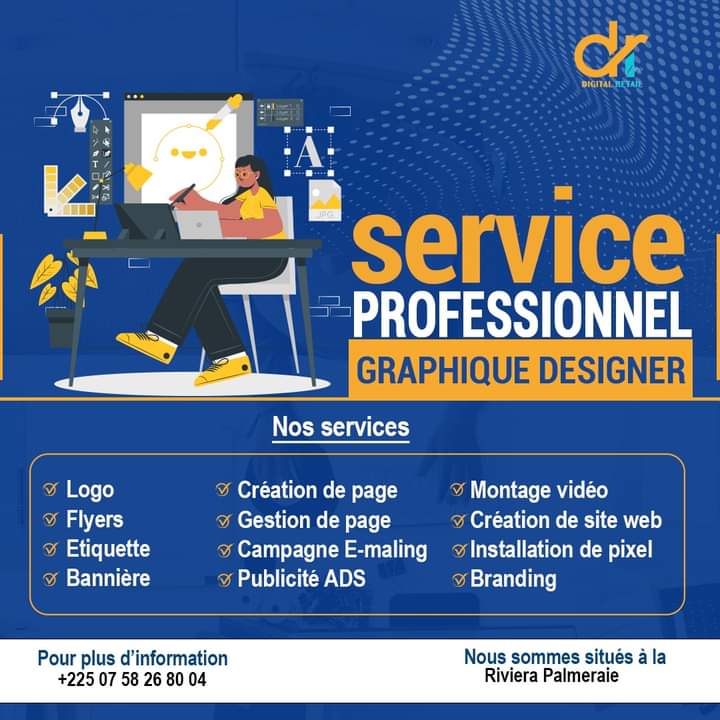 dr
DIGITAL RETAIL
A
JPG
service
PROFESSIONNEL
GRAPHIQUE DESIGNER
Nos services
Logo
Flyers
Etiquette
Bannière
Création de page
Gestion de page
Campagne E-maling
Publicité ADS
Montage vidéo
Création de site web
Installation de pixel
Branding
Pour plus d’information
+225 07 58 26 80 04
Nous sommes situés à la
Riviera Palmeraie